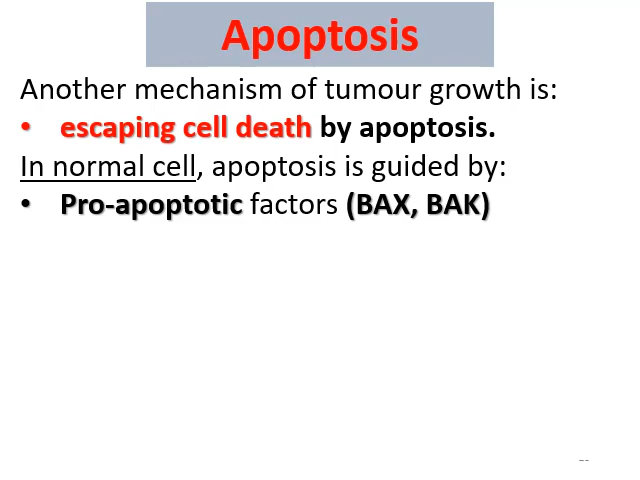 Apoptosis
Another mechanism of tumour growth is:
• escaping cell death by apoptosis.
In normal cell, apoptosis is guided by:
• Pro-apoptotic factors (BAX, BAK)